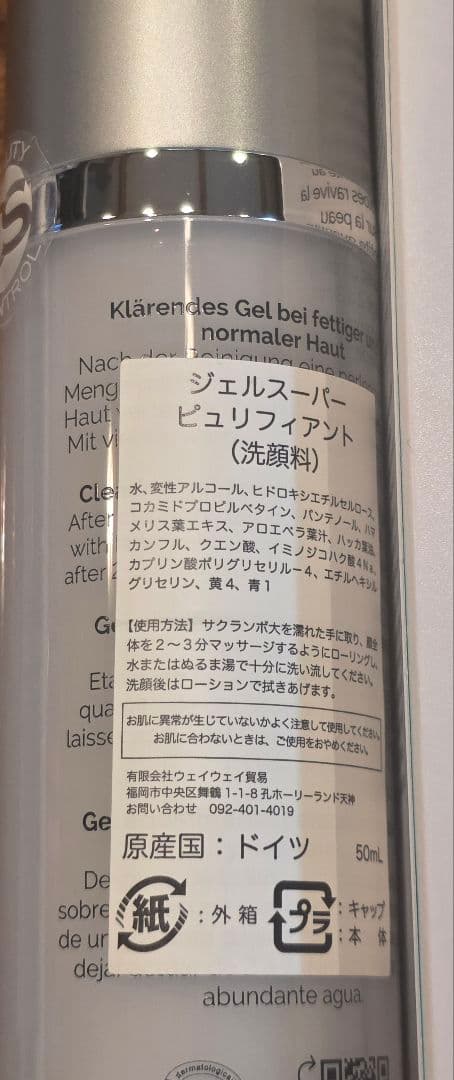 Klärendes Gel bei fettiger
normaler Haut
ジェルスーパー
ピュリフィアント
(洗顔料)
水、変性アルコール、ヒドロキシエチルセルロース、
コカミドプロピルベタイン、パンテノール、ハマ
メリス葉エキス、アロエベラ葉汁、ハッカ葉油、
カンフル、クエン酸、イミノジコハク酸4Na、
カプリン酸ポリグリセリル-4、エチルヘキシル
グリセリン、黄4、青1
【使用方法】サクランボ大を濡れた手に取り、顔全
体を2~3分マッサージするようにローリングし、
水またはぬるま湯で十分に洗い流してください。
洗顔後はローションで拭きあげます。
お肌に異常が生じていないかよく注意して使用してください。
お肌に合わないときは、ご使用をおやめください。
有限会社ウェイウェイ貿易
福岡市中央区舞鶴 1-1-8 孔ホーリーランド天神
お問い合わせ 092-401-4019
原産国:ドイツ 50mL
紙:外箱 プラ:キャップ
:本体
sobre
de
abundante agua.